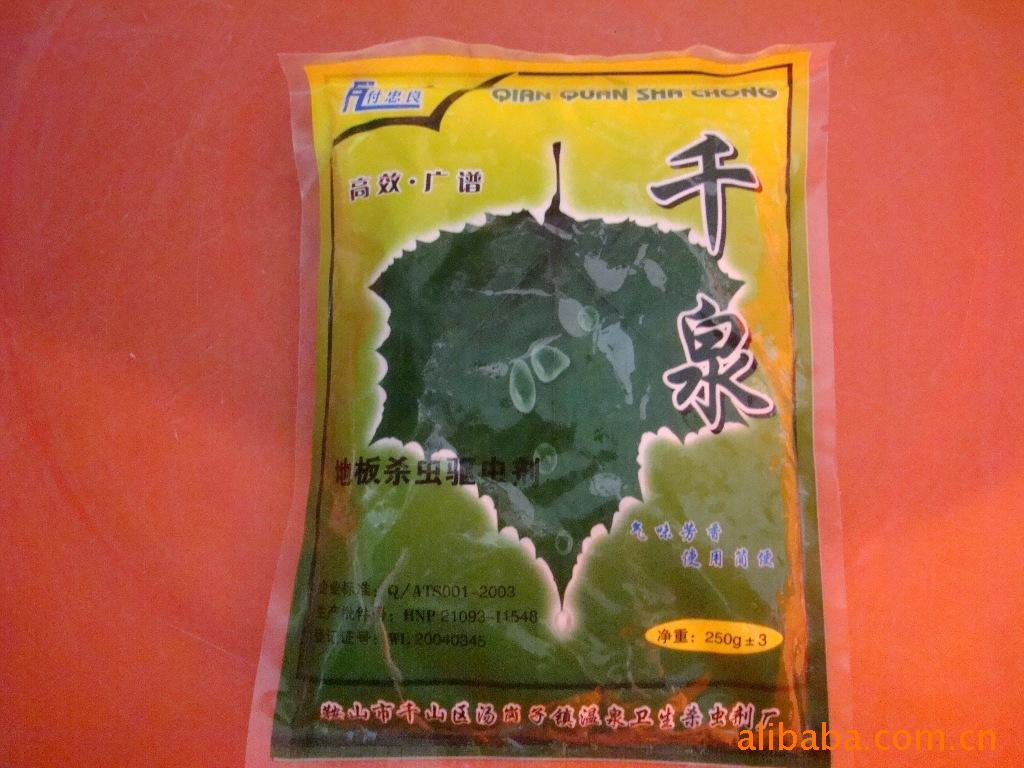 付忠良
QIAN QUAN SHA CHONG
高效·广谱
千泉
地板杀虫驱虫剂
气味芳香
使用简便
企业标准：Q/ATS001-2003
生产批件号：HNP 21093-I1548
登记证号：WL 20040345
净重：250g±3
鞍山市千山区汤岗子镇温泉卫生杀虫剂厂
alibaba.com.cn